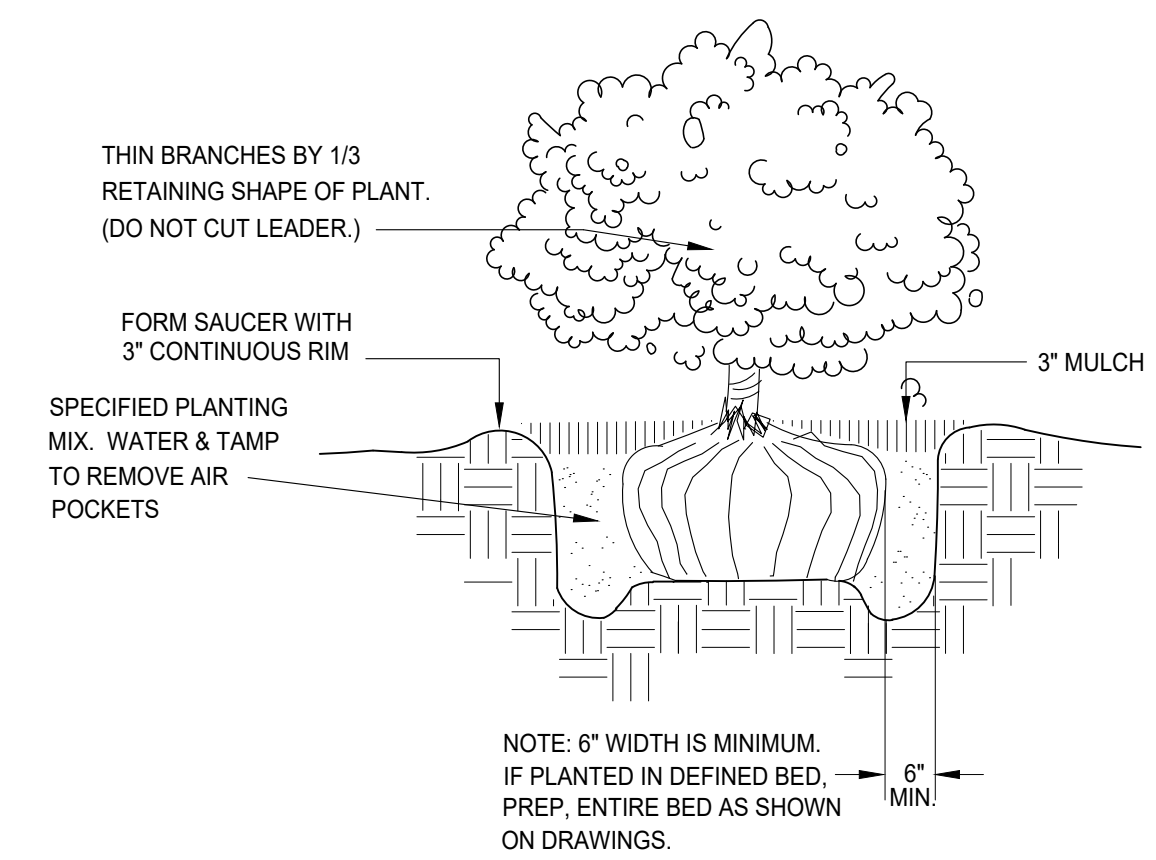 THIN BRANCHES BY 1/3
RETAINING SHAPE OF PLANT.
(DO NOT CUT LEADER.)
FORM SAUCER WITH
3" CONTINUOUS RIM
3" MULCH
SPECIFIED PLANTING
MIX. WATER & TAMP
TO REMOVE AIR
POCKETS
NOTE: 6" WIDTH IS MINIMUM.
IF PLANTED IN DEFINED BED,
PREP, ENTIRE BED AS SHOWN
ON DRAWINGS.
6"
MIN.